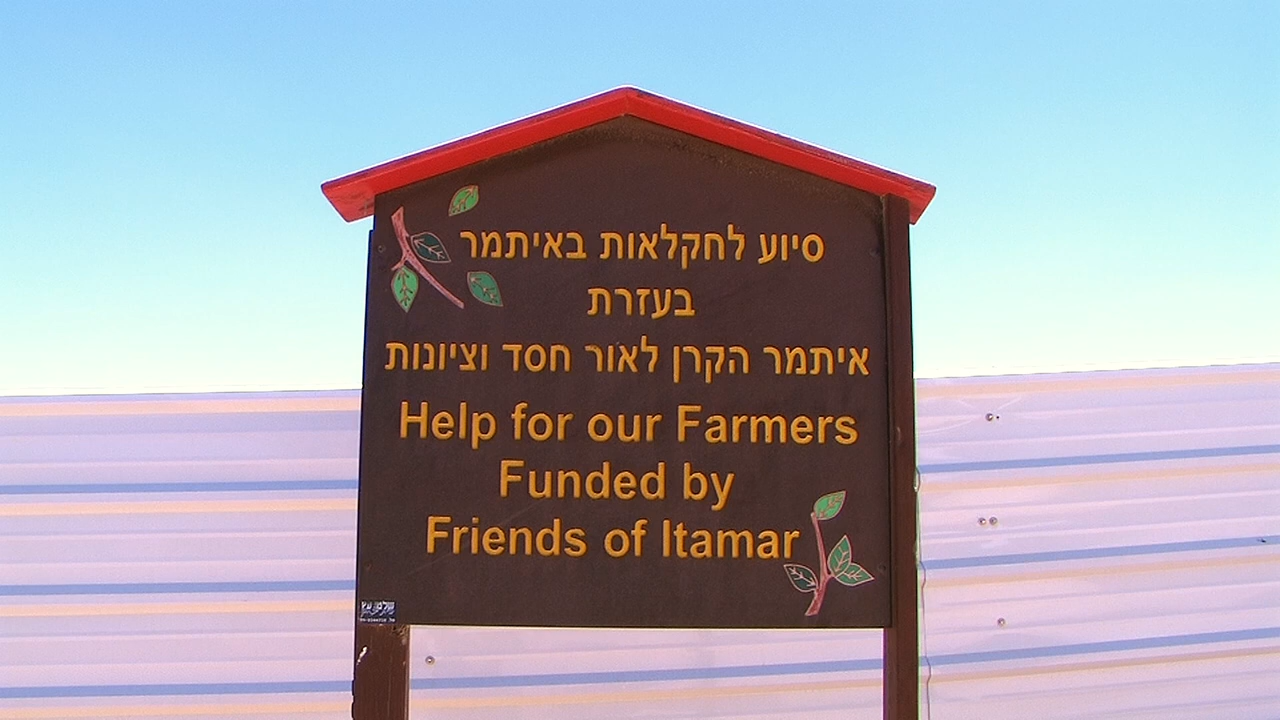 סיוע לחקלאות באיתמר
בעזרת
איתמר הקרן לאור חסד וציונות
Help for our Farmers
Funded by
Friends of Itamar